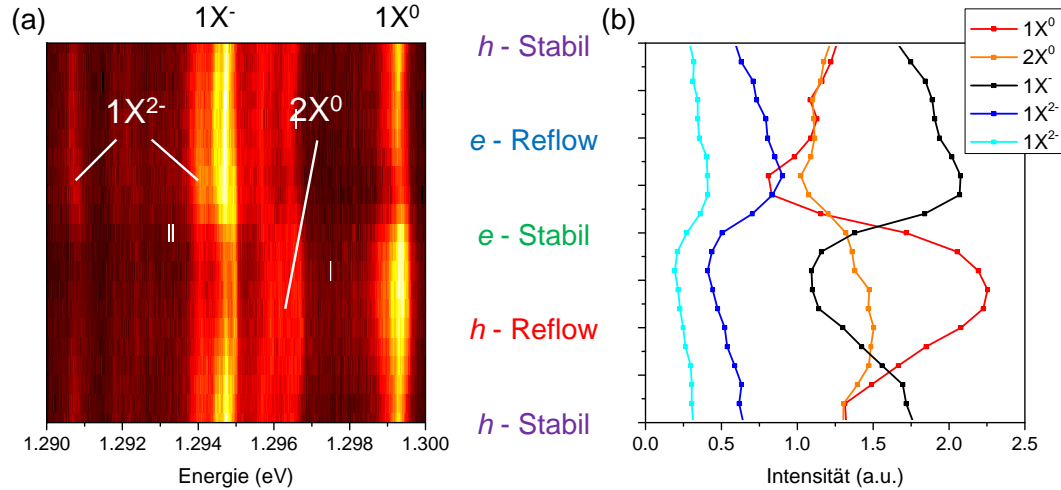 (a)
1X⁻
1X⁰
1X²⁻
2X⁰
1.290
1.292
1.294
1.296
1.298
1.300
Energie (eV)
h - Stabil
e - Reflow
e - Stabil
h - Reflow
h - Stabil
(b)
1X⁰
2X⁰
1X⁻
1X²⁻
1X²⁻
0.0
0.5
1.0
1.5
2.0
2.5
Intensität (a.u.)